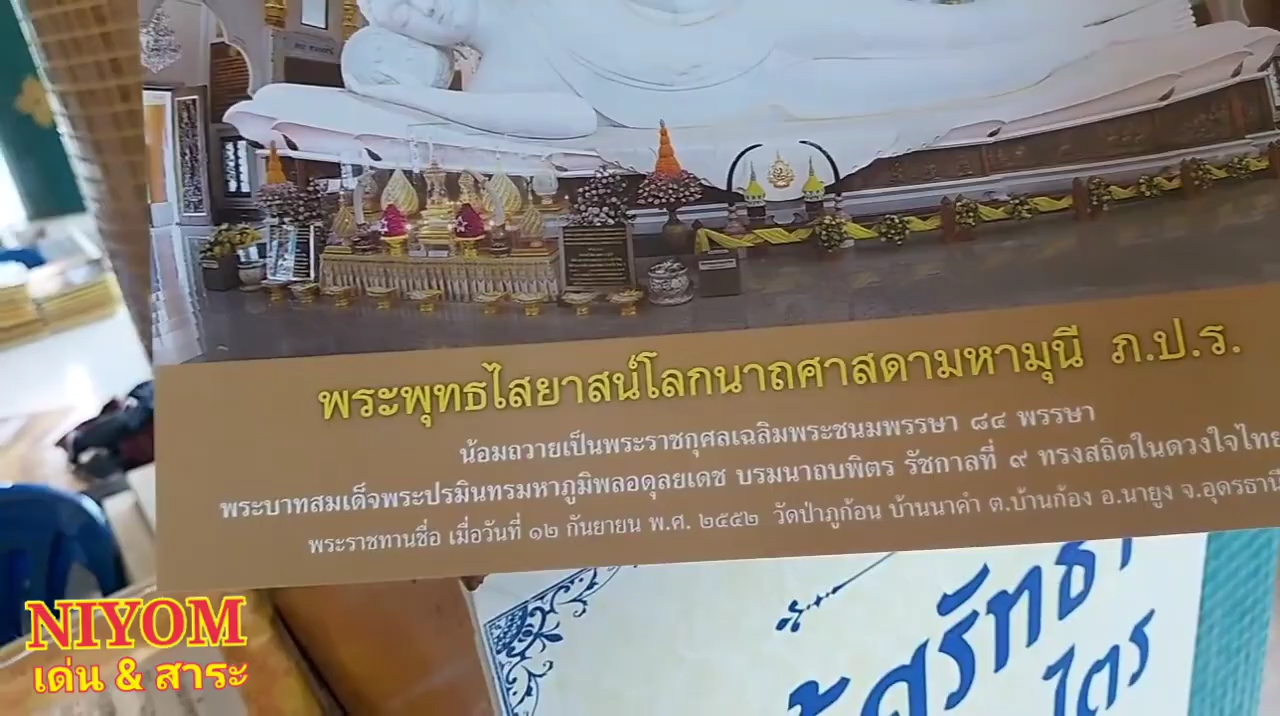 พระพุทธไสยาสน์โลกนาถศาสดามหามุนี ภ.ป.ร.
น้อมถวายเป็นพระราชกุศลเฉลิมพระชนมพรรษา ๘๔ พรรษา
พระบาทสมเด็จพระปรมินทรมหาภูมิพลอดุลยเดช บรมนาถบพิตร รัชกาลที่ ๙ ทรงสถิตในดวงใจไทย
พระราชทานชื่อ เมื่อวันที่ ๑๒ กันยายน พ.ศ. ๒๕๕๒ วัดป่าภูก้อน บ้านนาคำ ต.บ้านก้อง อ.นายูง จ.อุดรธานี
ศรัทธา
ไตร
NIYOM
เด่น & สาระ